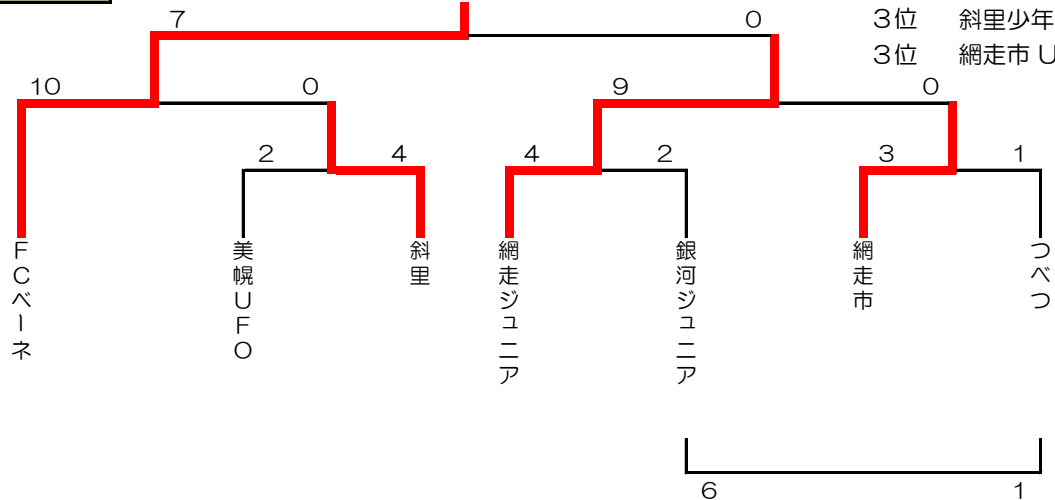 7 0 3位 斜里少年
3位 網走市 U
10 0 9 0
2 4 4 2 3 1
FCベーネ
美幌UFO
斜里
網走ジュニア
銀河ジュニア
網走市
つべつ
6 1